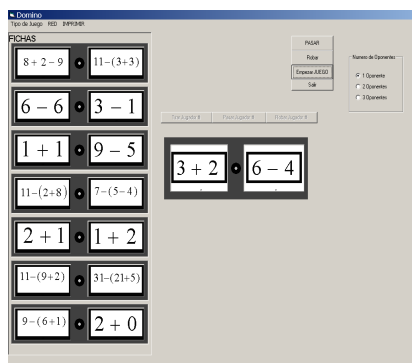 Domino
Tipo de Juego RED IMPRIMIR
FICHAS
8 + 2 - 9 11-(3+3)
6 - 6 3 - 1
1 + 1 9 - 5
11-(2+8) 7-(5-4)
2 + 1 1 + 2
11-(9+2) 31-(21+5)
9-(6+1) 2 + 0
PASAR
Robar
Empezar JUEGO
Salir
Numero de Oponentes
1 Oponente
2 Oponentes
3 Oponentes
3 + 2 6 - 4